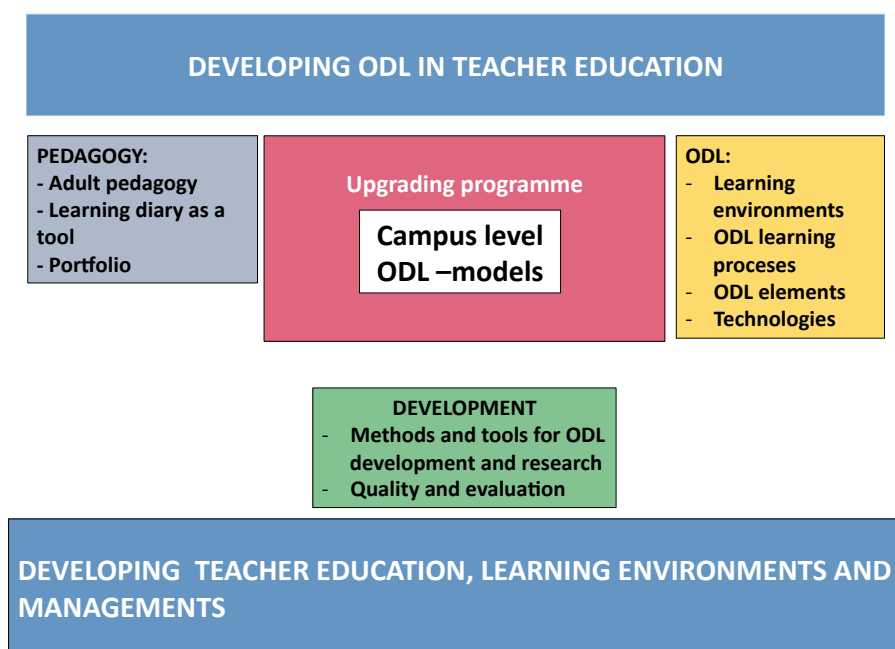 DEVELOPING ODL IN TEACHER EDUCATION
PEDAGOGY:
- Adult pedagogy
- Learning diary as a
tool
- Portfolio
Upgrading programme
Campus level
ODL –models
ODL:
- Learning
environments
- ODL learning
proceses
- ODL elements
- Technologies
DEVELOPMENT
- Methods and tools for ODL
development and research
- Quality and evaluation
DEVELOPING TEACHER EDUCATION, LEARNING ENVIRONMENTS AND
MANAGEMENTS